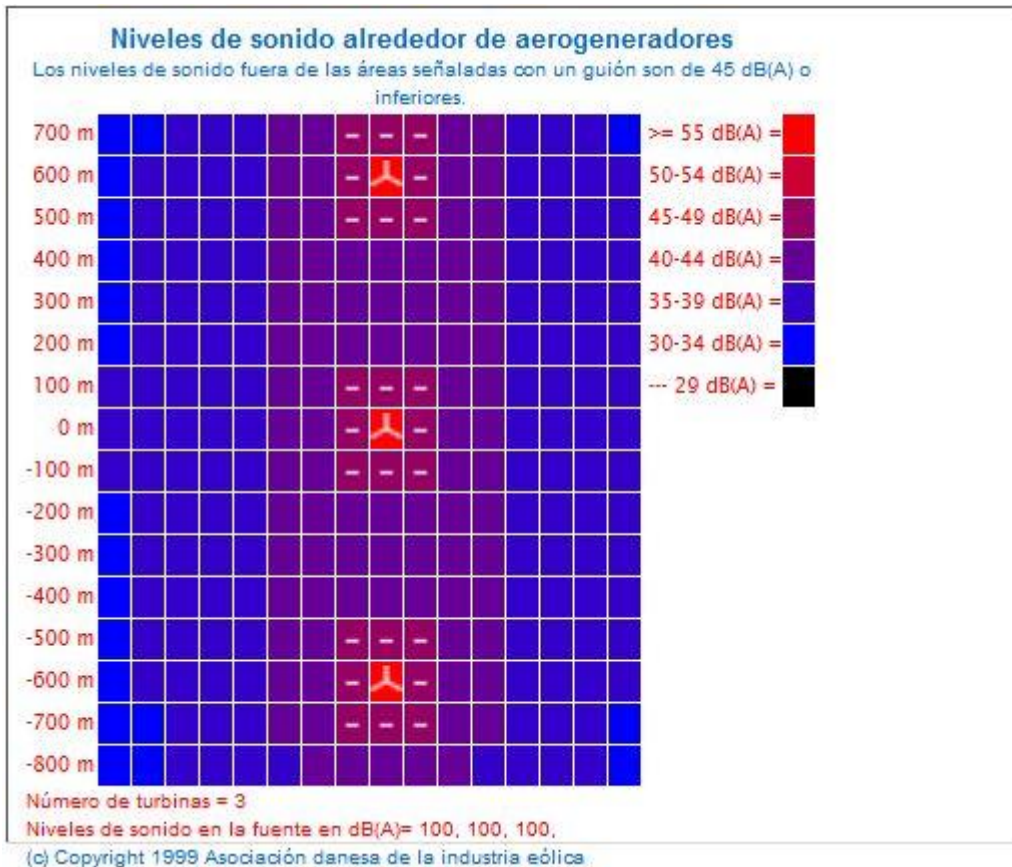 Niveles de sonido alrededor de aerogeneradores
Los niveles de sonido fuera de las áreas señaladas con un guión son de 45 dB(A) o
inferiores.
700 m
600 m
500 m
400 m
300 m
200 m
100 m
0 m
-100 m
-200 m
-300 m
-400 m
-500 m
-600 m
-700 m
-800 m
>= 55 dB(A) =
50-54 dB(A) =
45-49 dB(A) =
40-44 dB(A) =
35-39 dB(A) =
30-34 dB(A) =
--- 29 dB(A) =
Número de turbinas = 3
Niveles de sonido en la fuente en dB(A)= 100, 100, 100,
(c) Copyright 1999 Asociación danesa de la industria eólica